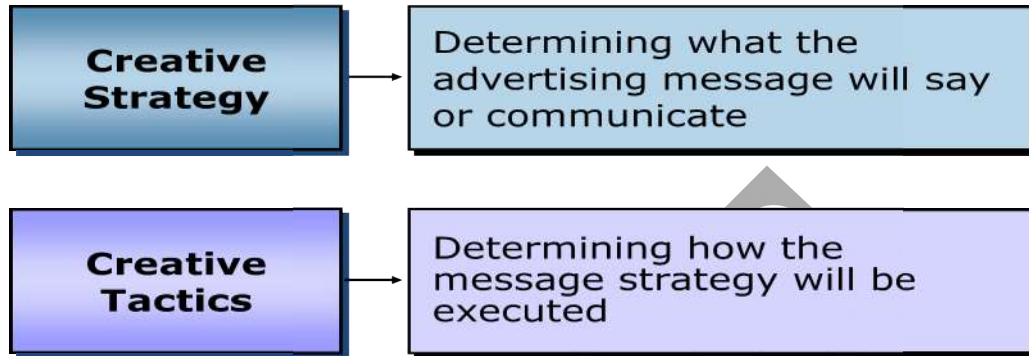 Creative
Strategy
Determining what the
advertising message will say
or communicate
Creative
Tactics
Determining how the
message strategy will be
executed